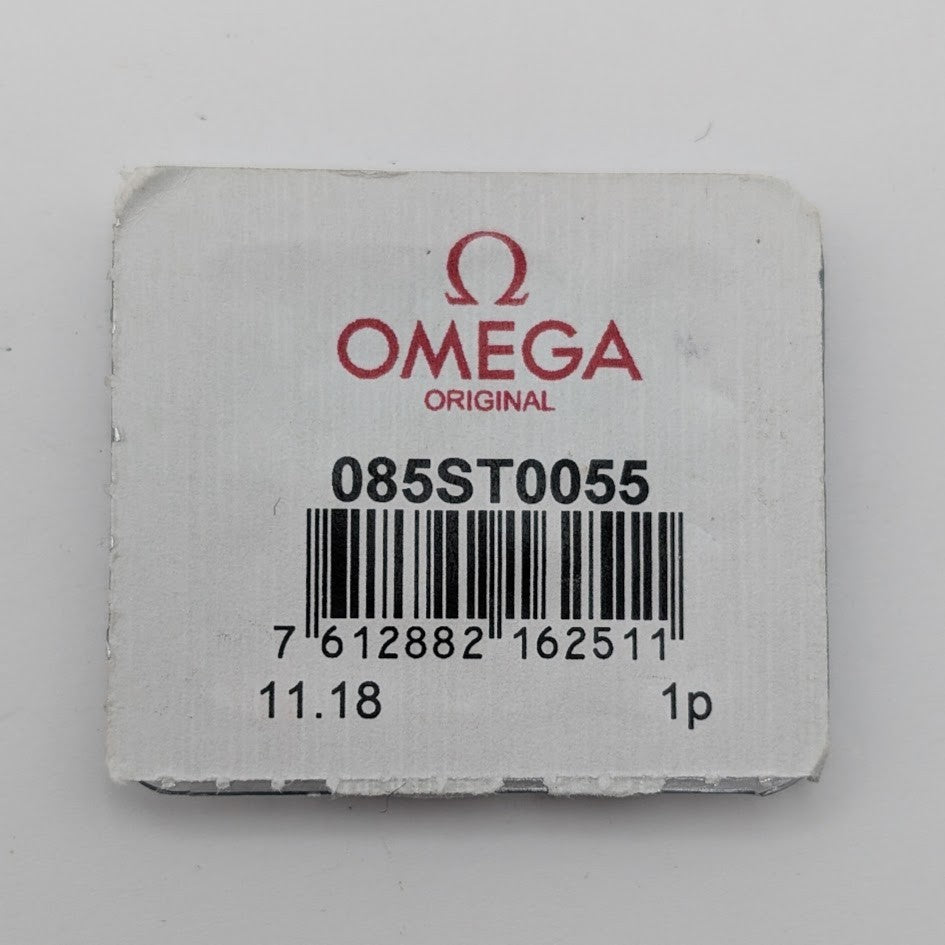 Ω
OMEGA
ORIGINAL
085ST0055
7 612882 162511
11.18 1p